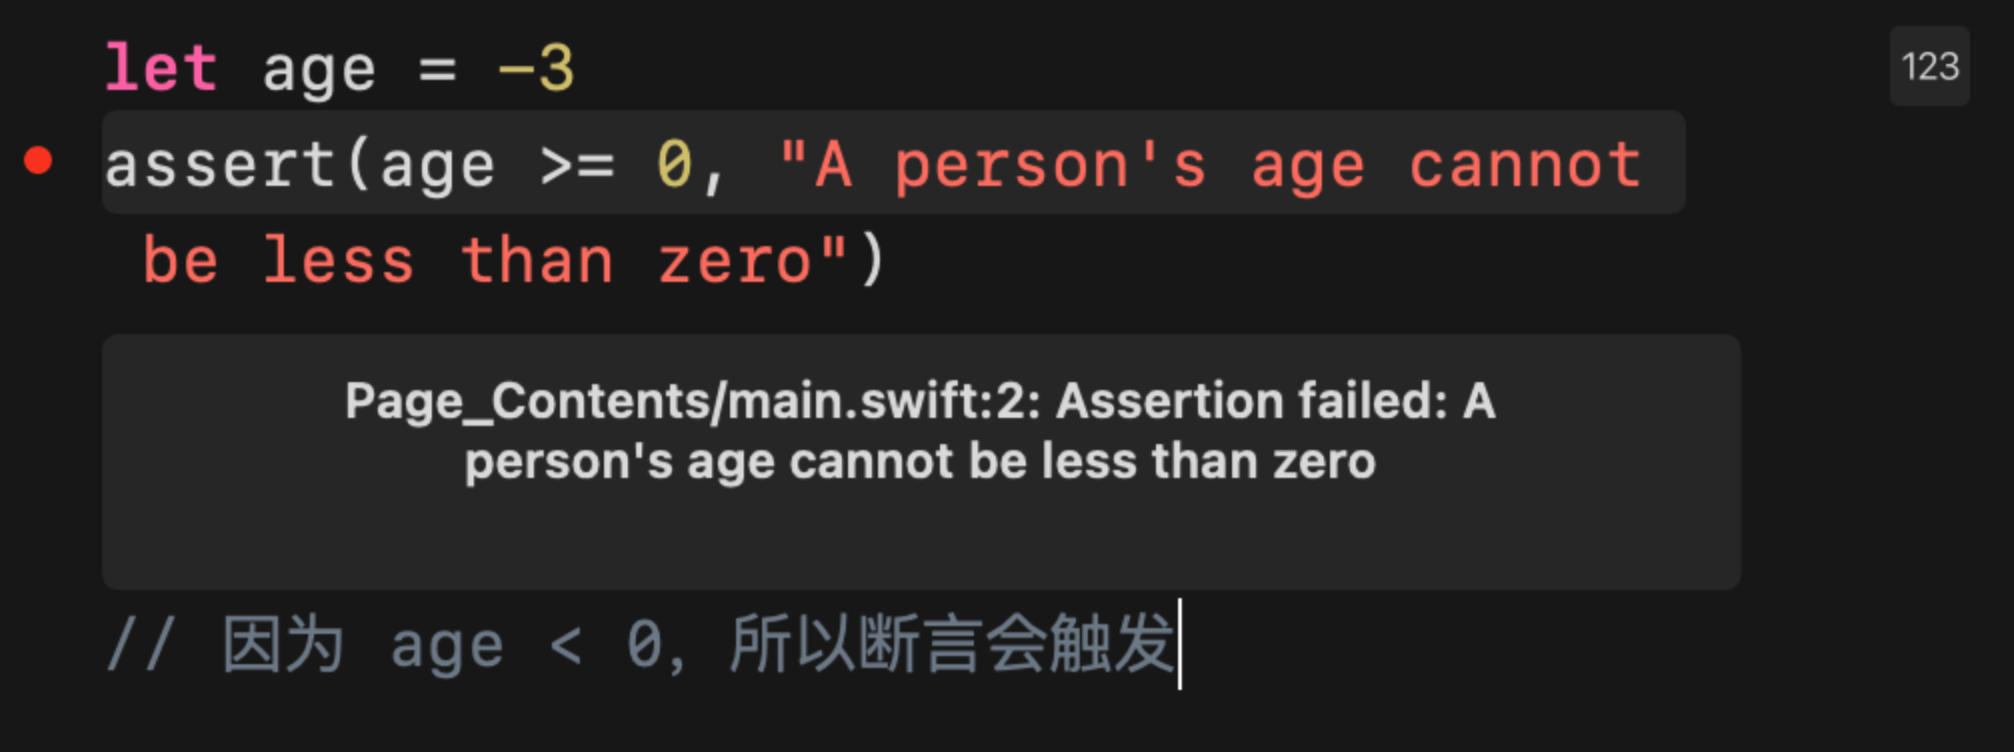 let age = -3
123
assert(age >= 0, "A person's age cannot
be less than zero")
Page_Contents/main.swift:2: Assertion failed: A
person's age cannot be less than zero
// 因为 age < 0, 所以断言会触发